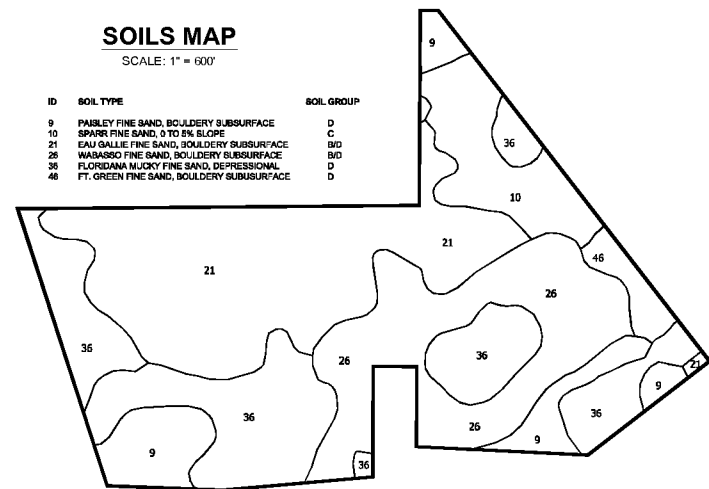 SOILS MAP
SCALE: 1" = 600'
ID SOIL TYPE SOIL GROUP
9 PAISLEY FINE SAND, BOULDERY SUBSURFACE D
10 SPARR FINE SAND, 0 TO 5% SLOPE C
21 EAU GALLIE FINE SAND, BOULDERY SUBSURFACE B/D
26 WABASSO FINE SAND, BOULDERY SUBSURFACE B/D
36 FLORIDANA MUCKY FINE SAND, DEPRESSIONAL D
46 FT. GREEN FINE SAND, BOULDERY SUBUSURFACE D
9
36
10
21
46
21
26
36
36
26
21
9
36
36
26
9
9
36